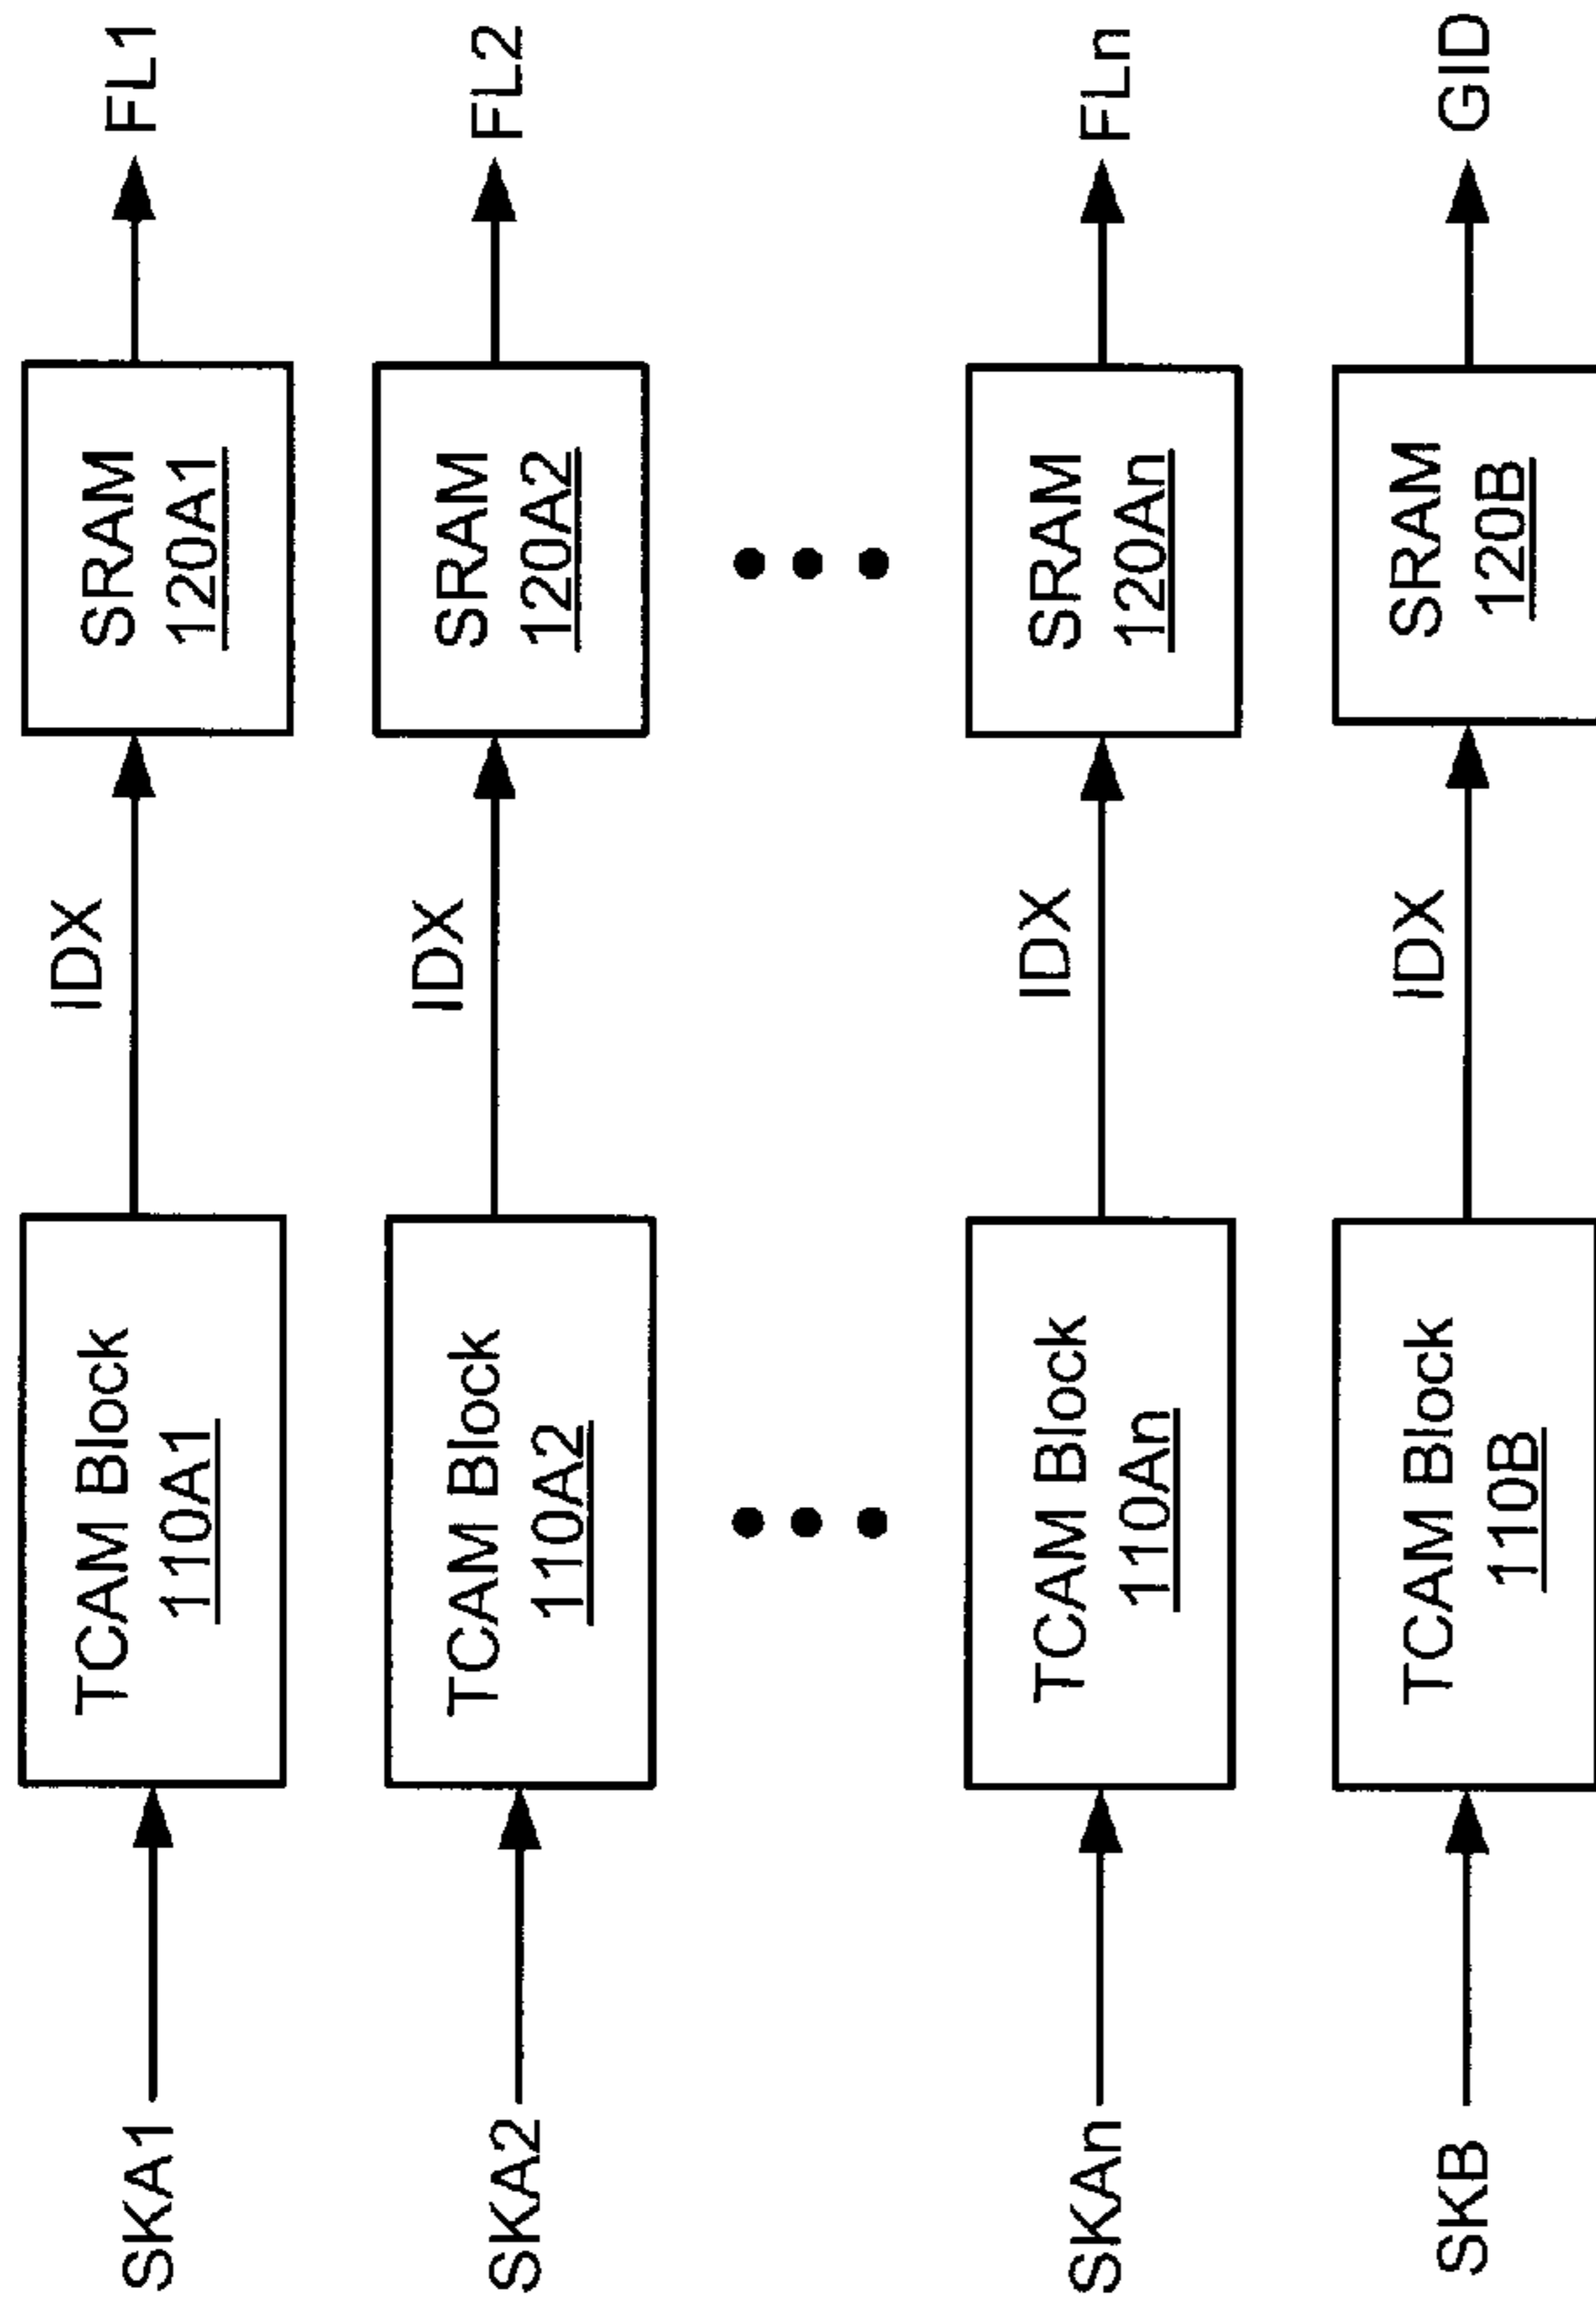 SKA1
TCAM Block
110A1
IDX
SRAM
120A1
FL1
SKA2
TCAM Block
110A2
IDX
SRAM
120A2
FL2
SKAn
TCAM Block
110An
IDX
SRAM
120An
FLn
SKB
TCAM Block
110B
IDX
SRAM
120B
GID